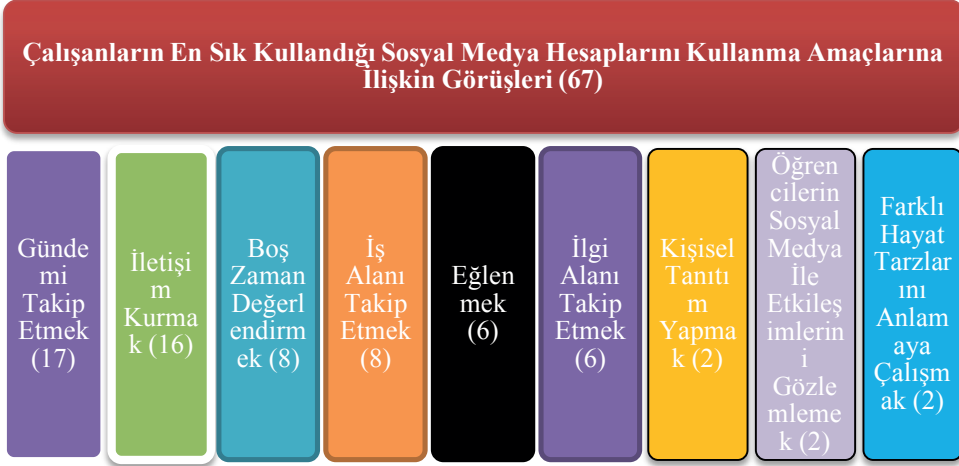 Çalışanların En Sık Kullandığı Sosyal Medya Hesaplarını Kullanma Amaçlarına
İlişkin Görüşleri (67)
Günde
mi
Takip
Etmek
(17)
İletişi
m
Kurma
k (16)
Boş
Zaman
Değerl
endirm
ek (8)
İş
Alanı
Takip
Etmek
(8)
Eğlen
mek
(6)
İlgi
Alanı
Takip
Etmek
(6)
Kişisel
Tanıtı
m
Yapma
k (2)
Öğren
cilerin
Sosyal
Medya
İle
Etkileş
imlerin
i
Gözle
mleme
k (2)
Farklı
Hayat
Tarzlar
ını
Anlam
aya
Çalışm
ak (2)